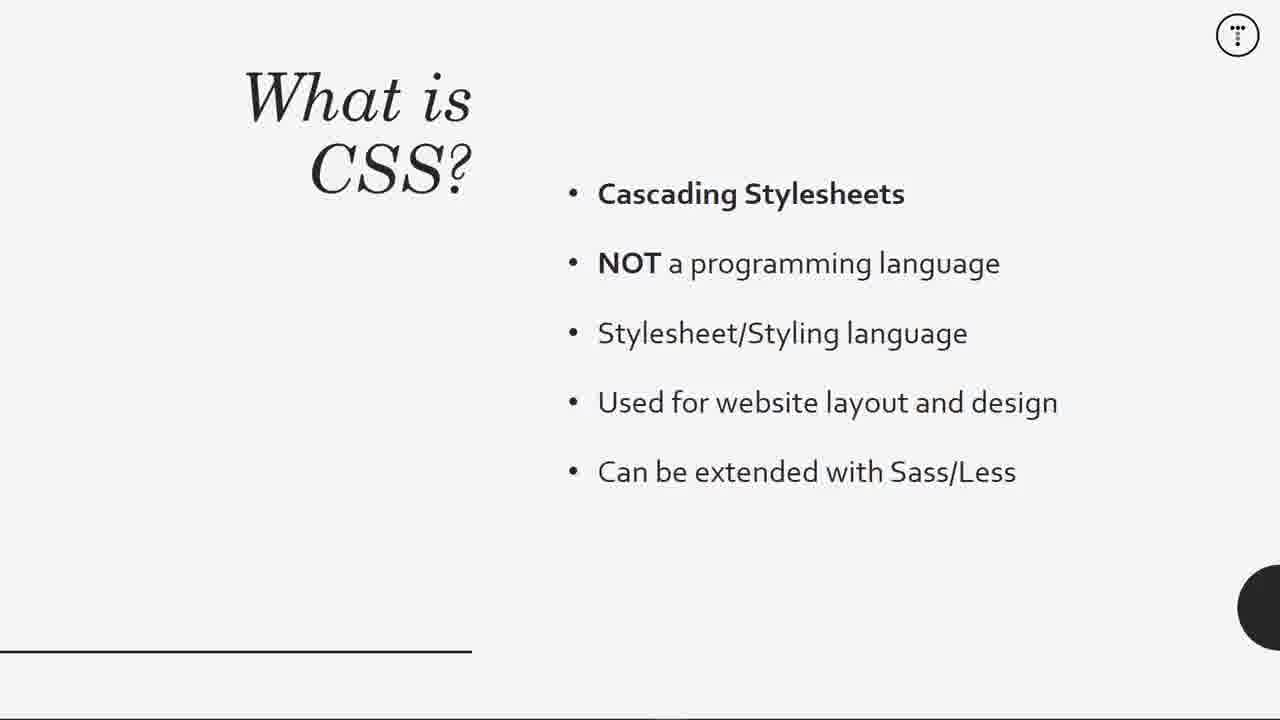 What is
CSS?
• Cascading Stylesheets
• NOT a programming language
• Stylesheet/Styling language
• Used for website layout and design
• Can be extended with Sass/Less